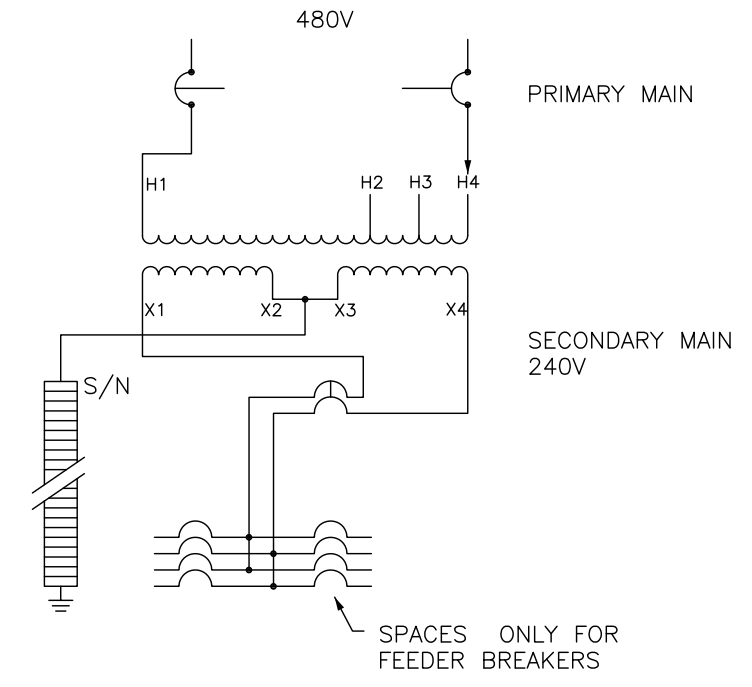 480V
PRIMARY MAIN
H1
H2
H3
H4
X1
X2
X3
X4
SECONDARY MAIN
240V
S/N
SPACES ONLY FOR
FEEDER BREAKERS